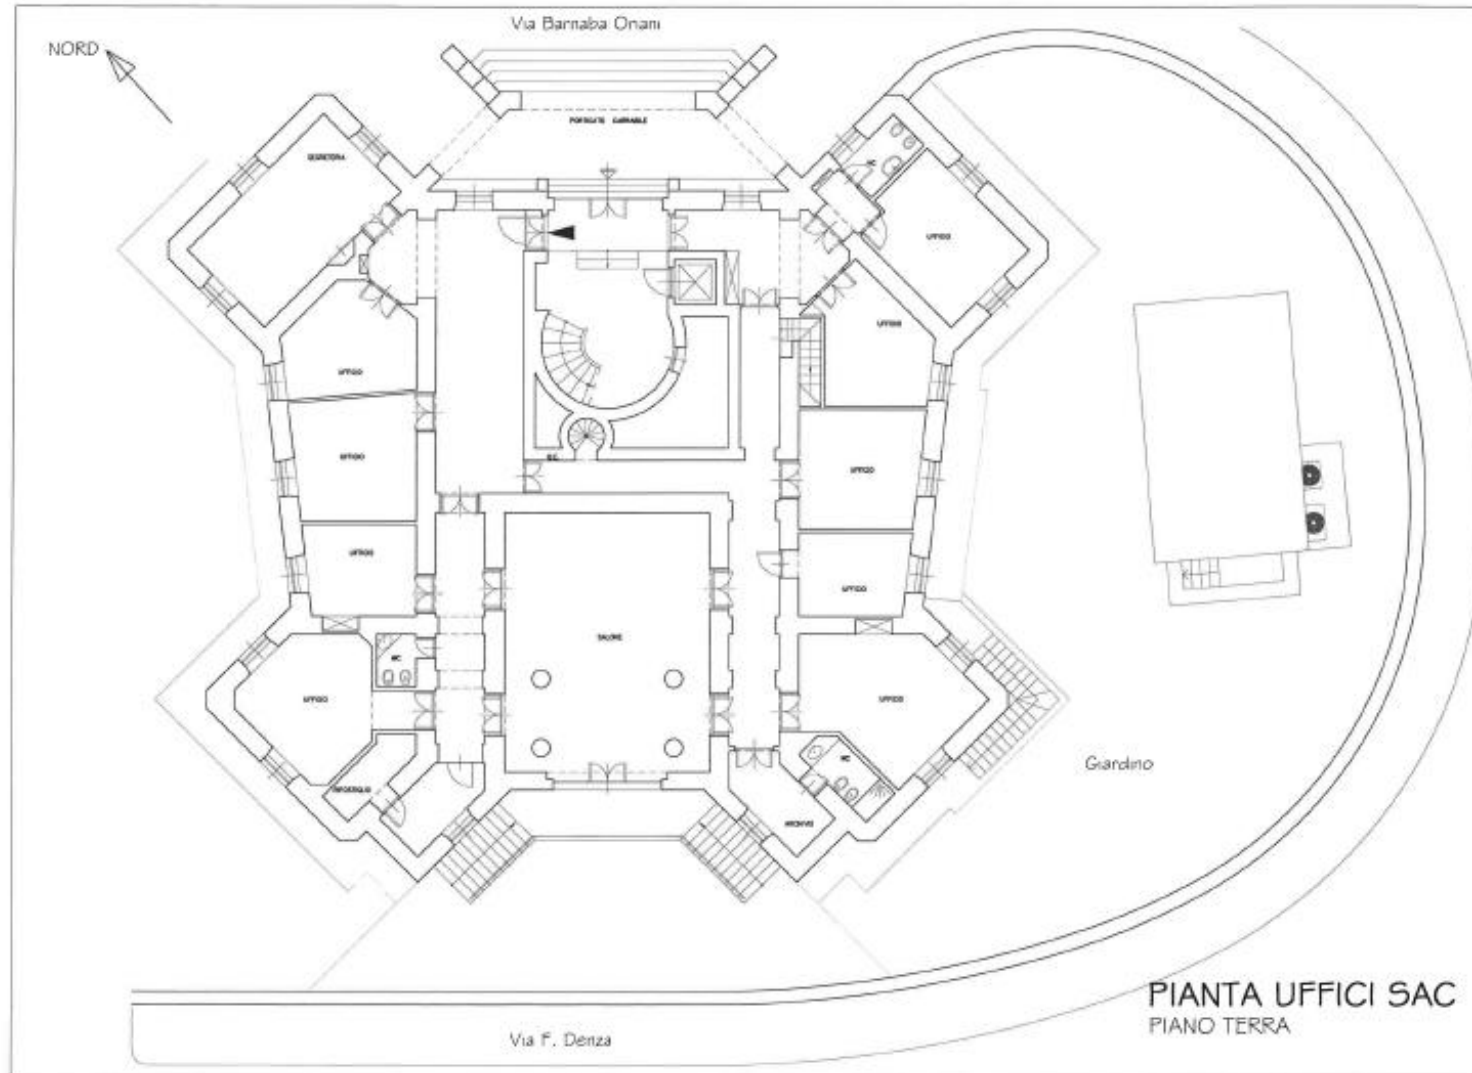 Via Barnaba Oriani
NORD
PORTICATO CARRABILE
SEGRETERIA
WC
UFFICIO
UFFICIO
UFFICIO
UFFICIO
UFFICIO
UFFICIO
UFFICIO
SALONE
WC
UFFICIO
UFFICIO
Giardino
WC
RIPOSTIGLIO
ARCHIVIO
PIANTA UFFICI SAC
PIANO TERRA
Via F. Denza